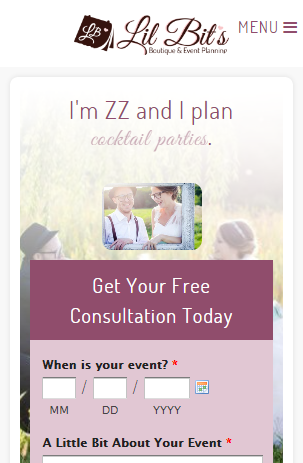 LB
Lil Bit's
Boutique & Event Planning
MENU
I'm ZZ and I plan
cocktail parties.
Get Your Free
Consultation Today
When is your event? *
/ /
MM DD YYYY
A Little Bit About Your Event *